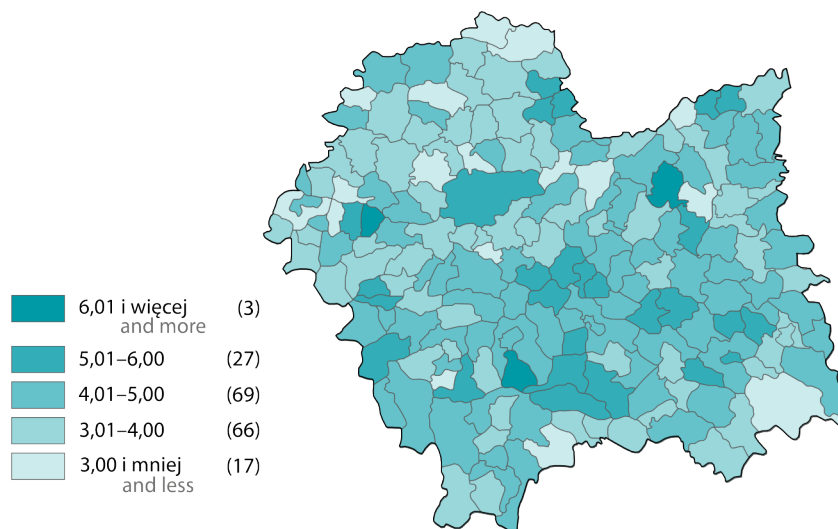 6,01 i więcej (3)
and more
5,01–6,00 (27)
4,01–5,00 (69)
3,01–4,00 (66)
3,00 i mniej (17)
and less